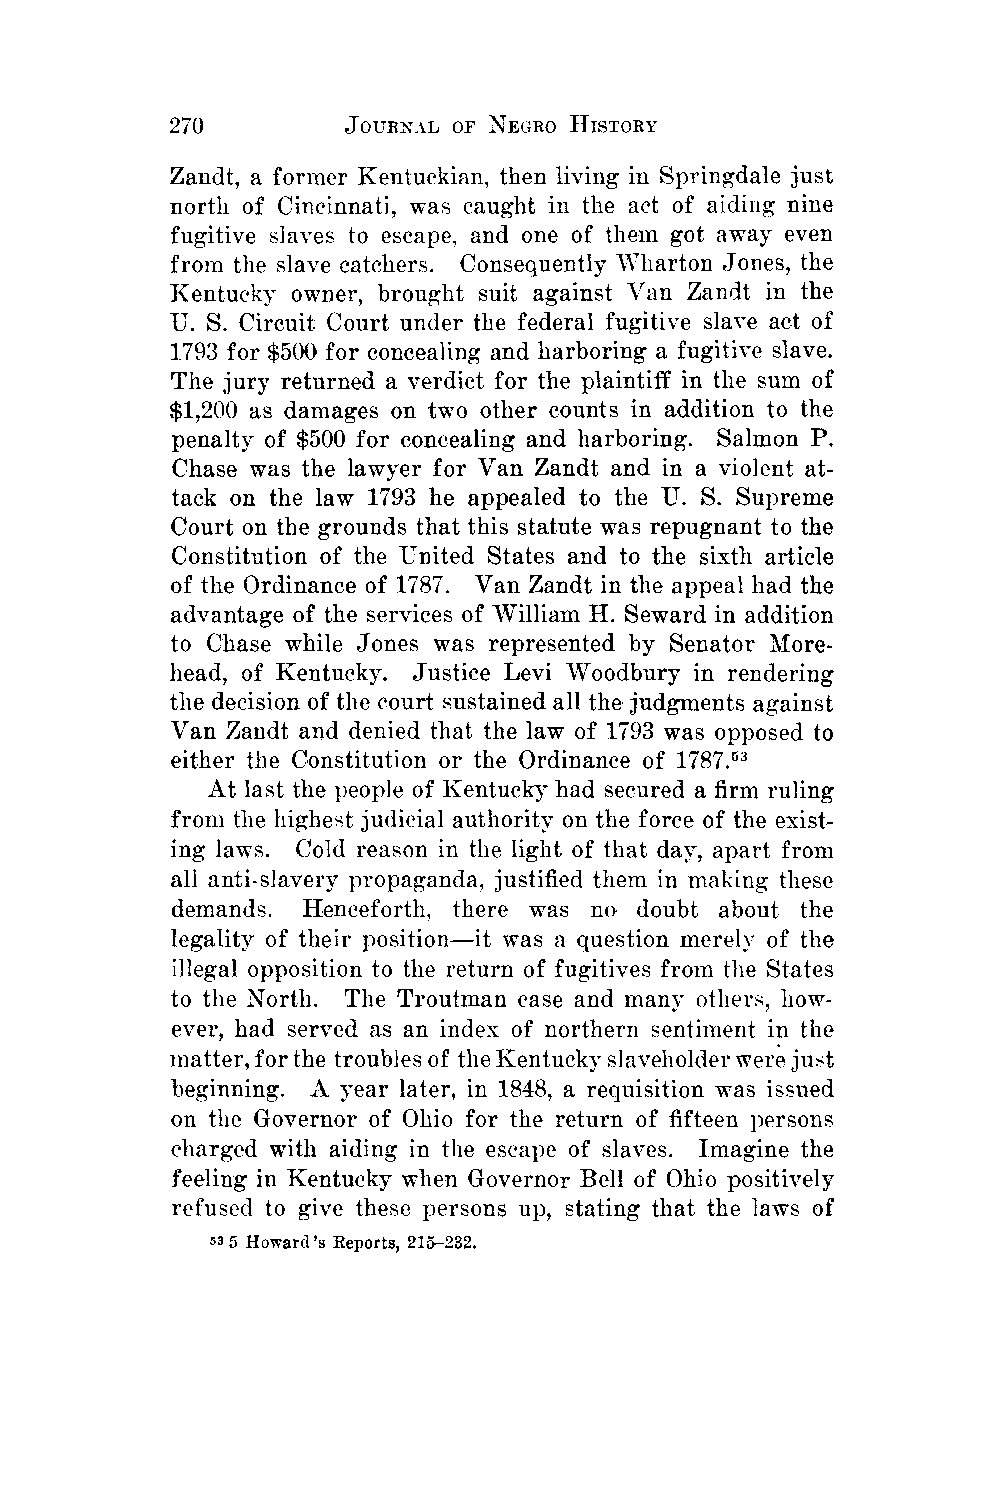 270 JOURNAL OF NEGRO HISTORY
Zandt, a former Kentuckian, then living in Springdale just
north of Cincinnati, was caught in the act of aiding nine
fugitive slaves to escape, and one of them got away even
from the slave catchers. Consequently Wharton Jones, the
Kentucky owner, brought suit against Van Zandt in the
U. S. Circuit Court under the federal fugitive slave act of
1793 for $500 for concealing and harboring a fugitive slave.
The jury returned a verdict for the plaintiff in the sum of
$1,200 as damages on two other counts in addition to the
penalty of $500 for concealing and harboring. Salmon P.
Chase was the lawyer for Van Zandt and in a violent at-
tack on the law 1793 he appealed to the U. S. Supreme
Court on the grounds that this statute was repugnant to the
Constitution of the United States and to the sixth article
of the Ordinance of 1787. Van Zandt in the appeal had the
advantage of the services of William H. Seward in addition
to Chase while Jones was represented by Senator More-
head, of Kentucky. Justice Levi Woodbury in rendering
the decision of the court sustained all the judgments against
Van Zandt and denied that the law of 1793 was opposed to
either the Constitution or the Ordinance of 1787.53
At last the people of Kentucky had secured a firm ruling
from the highest judicial authority on the force of the exist-
ing laws. Cold reason in the light of that day, apart from
all anti-slavery propaganda, justified them in making these
demands. Henceforth, there was no doubt about the
legality of their position—it was a question merely of the
illegal opposition to the return of fugitives from the States
to the North. The Troutman case and many others, how-
ever, had served as an index of northern sentiment in the
matter, for the troubles of the Kentucky slaveholder were just
beginning. A year later, in 1848, a requisition was issued
on the Governor of Ohio for the return of fifteen persons
charged with aiding in the escape of slaves. Imagine the
feeling in Kentucky when Governor Bell of Ohio positively
refused to give these persons up, stating that the laws of
53 5 Howard's Reports, 215–232.